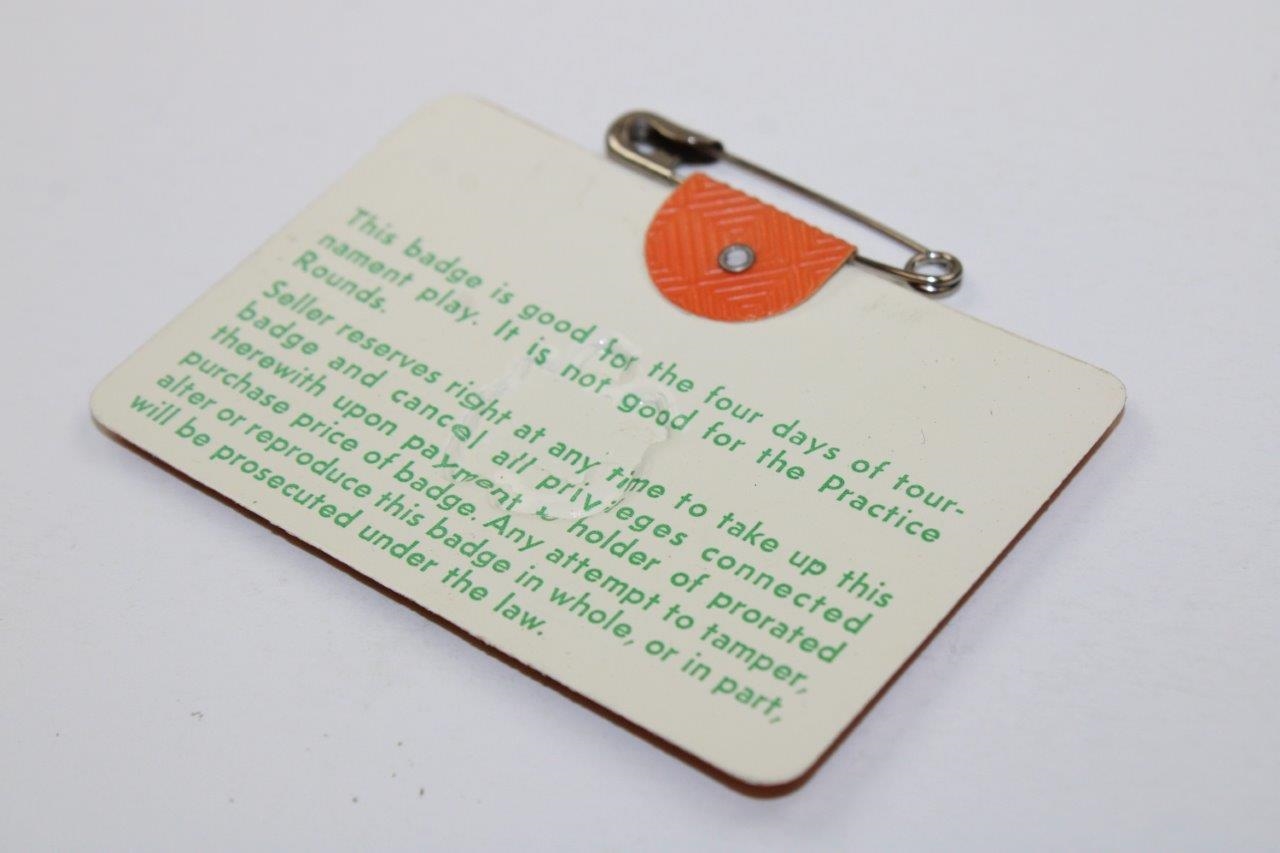 This badge is good for the four days of tour-
nament play. It is not good for the Practice
Rounds.
Seller reserves right at any time to take up this
badge and cancel all privileges connected
therewith upon payment to holder of prorated
purchase price of badge. Any attempt to tamper,
alter or reproduce this badge in whole, or in part,
will be prosecuted under the law.